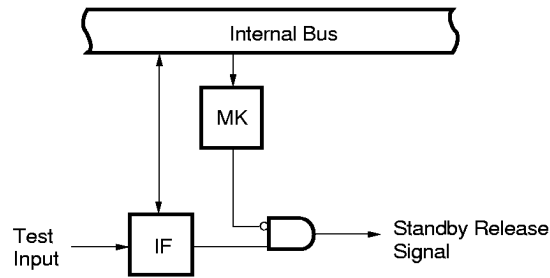 Internal Bus
MK
Test
Input
IF
Standby Release
Signal